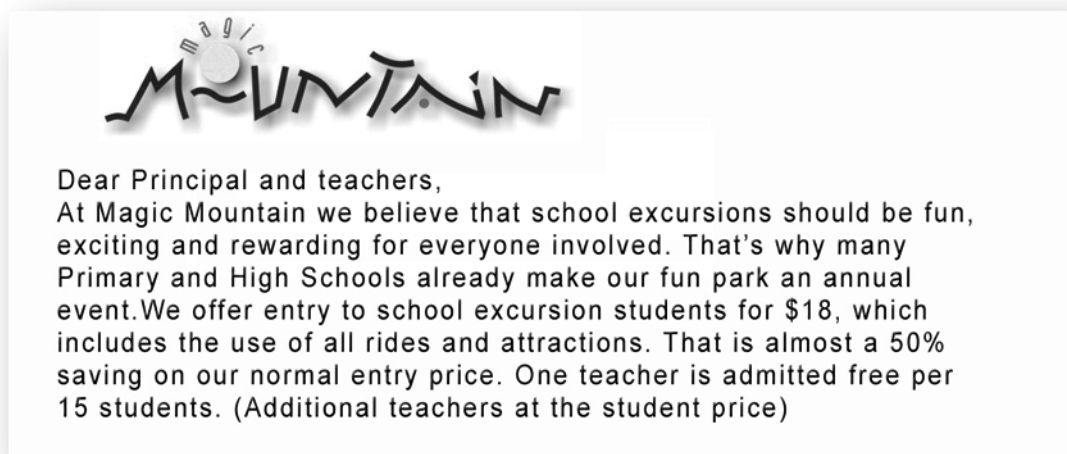 magic
MOUNTAIN
Dear Principal and teachers,
At Magic Mountain we believe that school excursions should be fun,
exciting and rewarding for everyone involved. That’s why many
Primary and High Schools already make our fun park an annual
event.We offer entry to school excursion students for $18, which
includes the use of all rides and attractions. That is almost a 50%
saving on our normal entry price. One teacher is admitted free per
15 students. (Additional teachers at the student price)